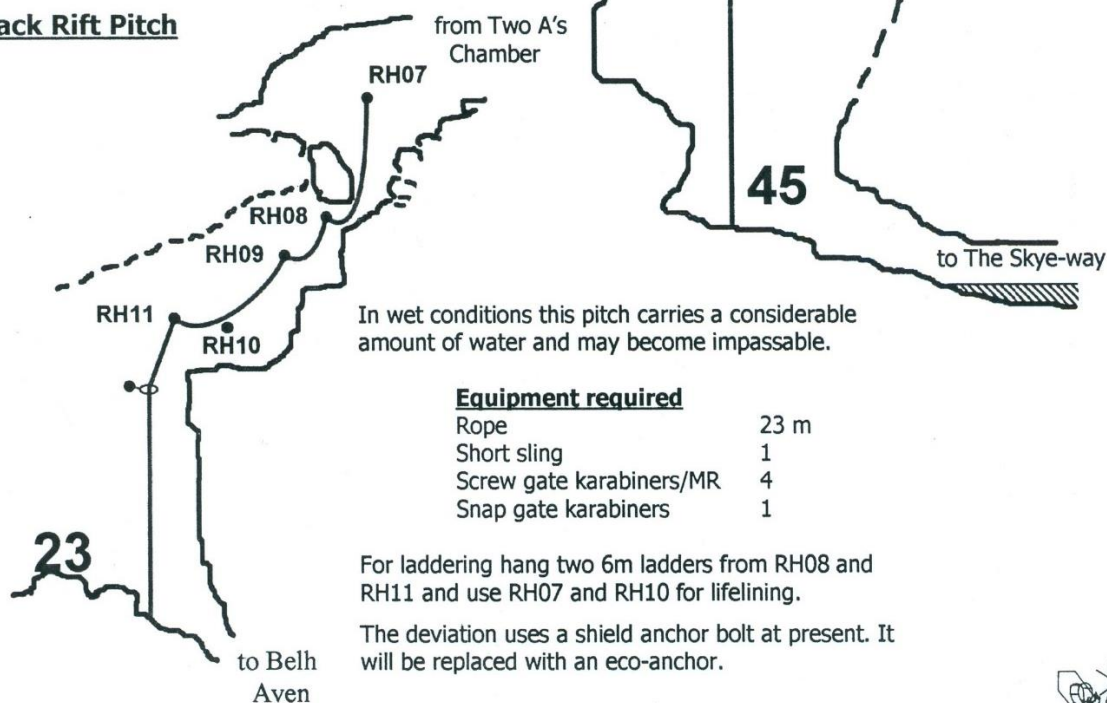 ack Rift Pitch
from Two A's
Chamber
RH07
RH08
RH09
RH11
RH10
45
to The Skye-way
In wet conditions this pitch carries a considerable
amount of water and may become impassable.
Equipment required
Rope 23 m
Short sling 1
Screw gate karabiners/MR 4
Snap gate karabiners 1
23
For laddering hang two 6m ladders from RH08 and
RH11 and use RH07 and RH10 for lifelining.
The deviation uses a shield anchor bolt at present. It
will be replaced with an eco-anchor.
to Belh
Aven